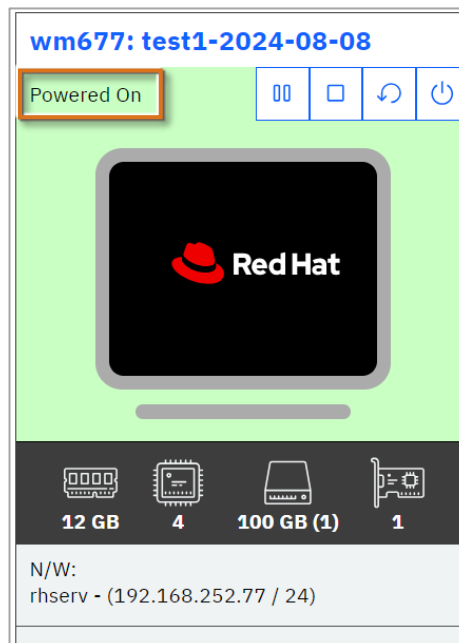 wm677: test1-2024-08-08
Powered On
Red Hat
12 GB 4 100 GB (1) 1
N/W:
rhserv - (192.168.252.77 / 24)